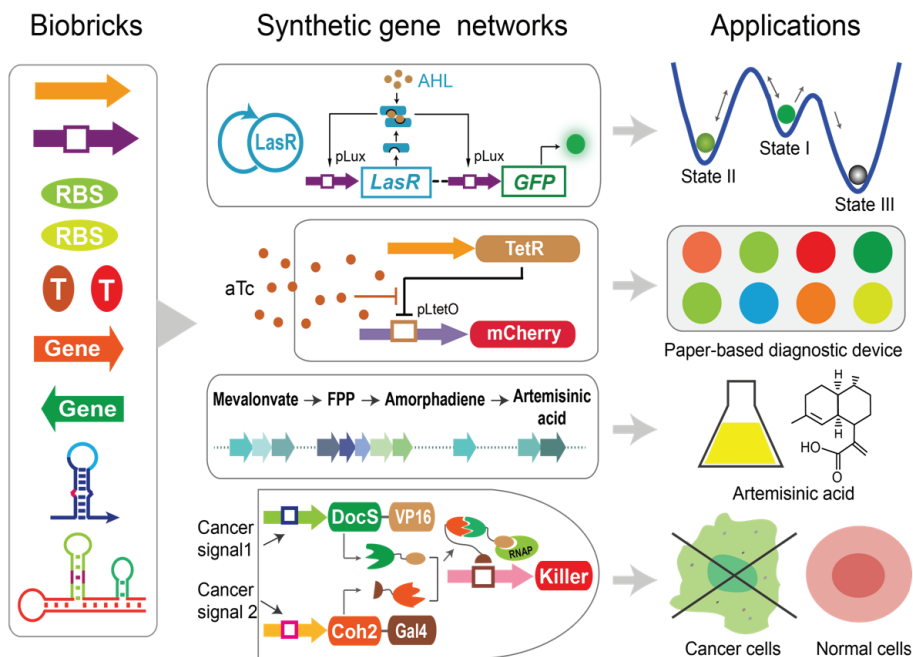 Biobricks
Synthetic gene networks
Applications
RBS
RBS
T T
Gene
Gene
AHL
LasR
pLux
pLux
LasR
GFP
State I
State II
State III
aTc
TetR
pLtetO
mCherry
Paper-based diagnostic device
Mevalonvate FPP Amorphadiene Artemisinic
acid
H
H
HO
O
Artemisinic acid
Cancer
signal1
DocS
VP16
RNAP
Killer
Cancer
signal 2
Coh2
Gal4
Cancer cells
Normal cells